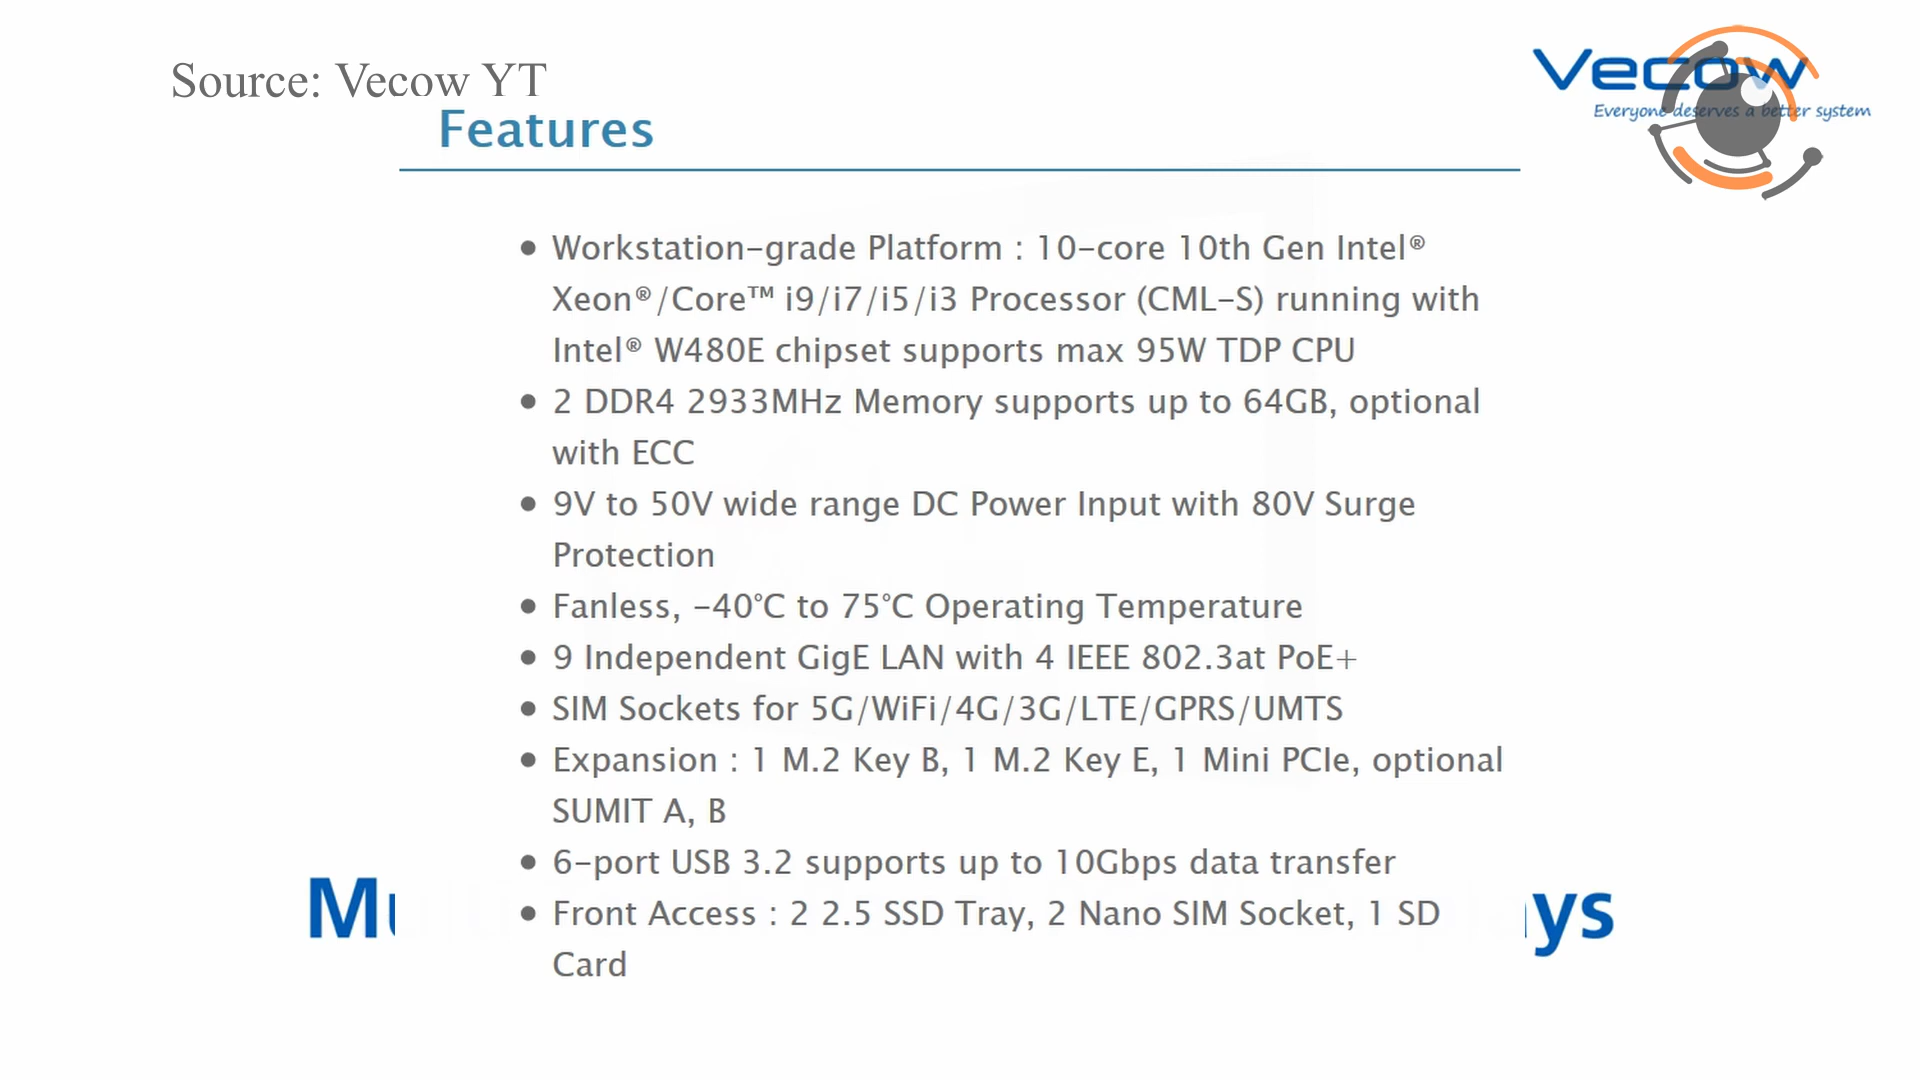 Source: Vecow YT
Vecow
Everyone deserves a better system
Features
• Workstation-grade Platform : 10-core 10th Gen Intel®
Xeon®/Core™ i9/i7/i5/i3 Processor (CML-S) running with
Intel® W480E chipset supports max 95W TDP CPU
• 2 DDR4 2933MHz Memory supports up to 64GB, optional
with ECC
• 9V to 50V wide range DC Power Input with 80V Surge
Protection
• Fanless, -40°C to 75°C Operating Temperature
• 9 Independent GigE LAN with 4 IEEE 802.3at PoE+
• SIM Sockets for 5G/WiFi/4G/3G/LTE/GPRS/UMTS
• Expansion : 1 M.2 Key B, 1 M.2 Key E, 1 Mini PCIe, optional
SUMIT A, B
• 6-port USB 3.2 supports up to 10Gbps data transfer
• Front Access : 2 2.5 SSD Tray, 2 Nano SIM Socket, 1 SD
Card